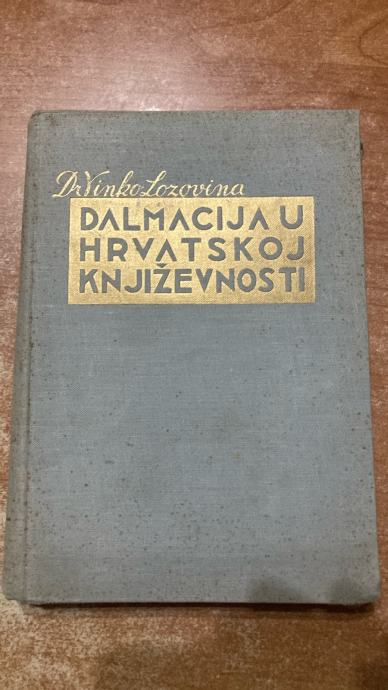 Dr Vinko Lozovina
DALMACIJA U
HRVATSKOJ
KNJIŽEVNOSTI